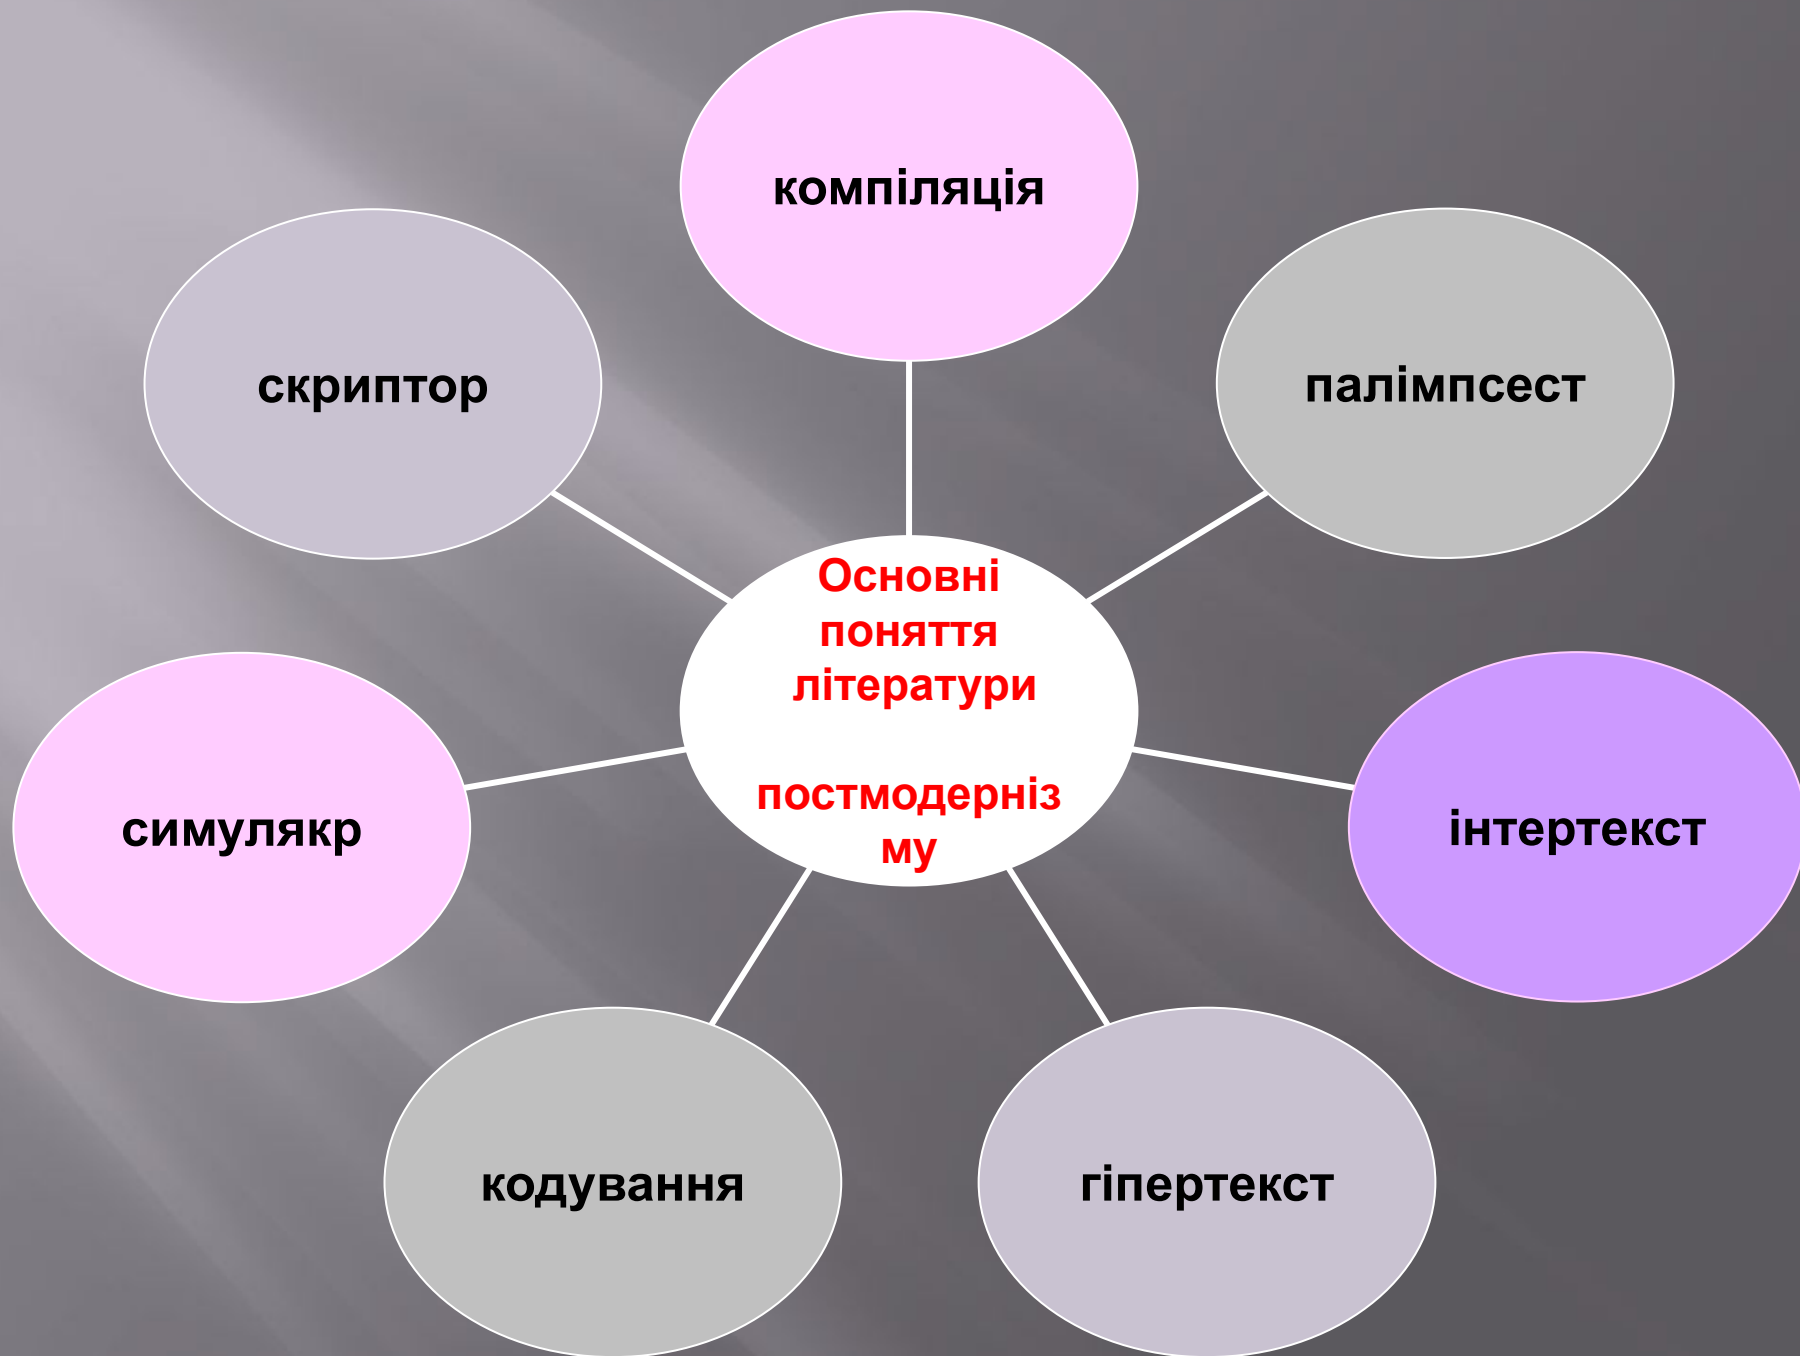 компіляція
палімпсест
інтертекст
гіпертекст
кодування
симулякр
скриптор
Основні
поняття
літератури
постмодерніз
му